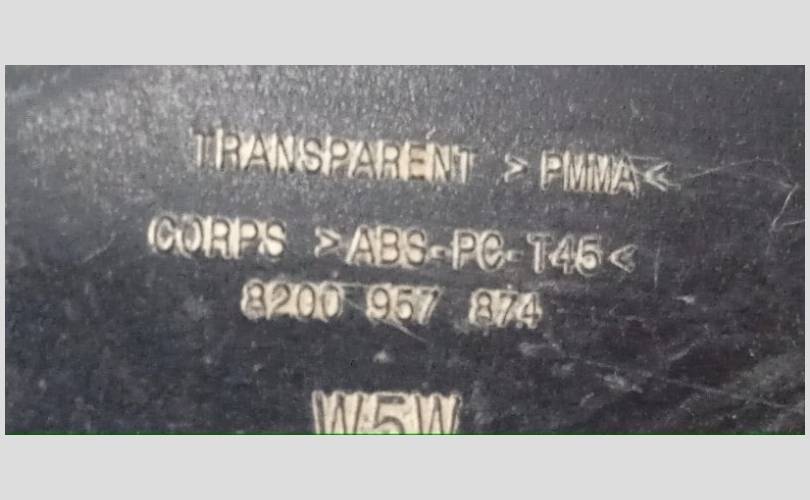 TRANSPARENT >PMMA<
CORPS >ABS-PC-T45<
8200 957 874
W5W